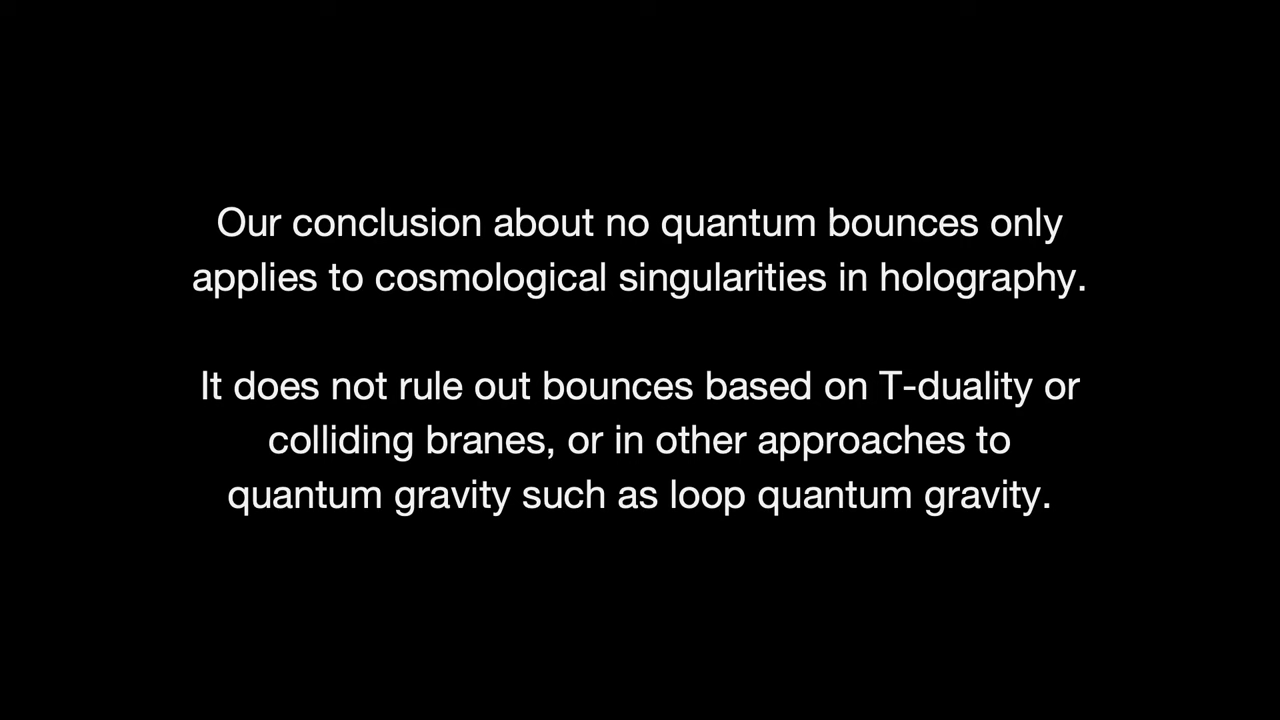 Our conclusion about no quantum bounces only
applies to cosmological singularities in holography.
It does not rule out bounces based on T-duality or
colliding branes, or in other approaches to
quantum gravity such as loop quantum gravity.